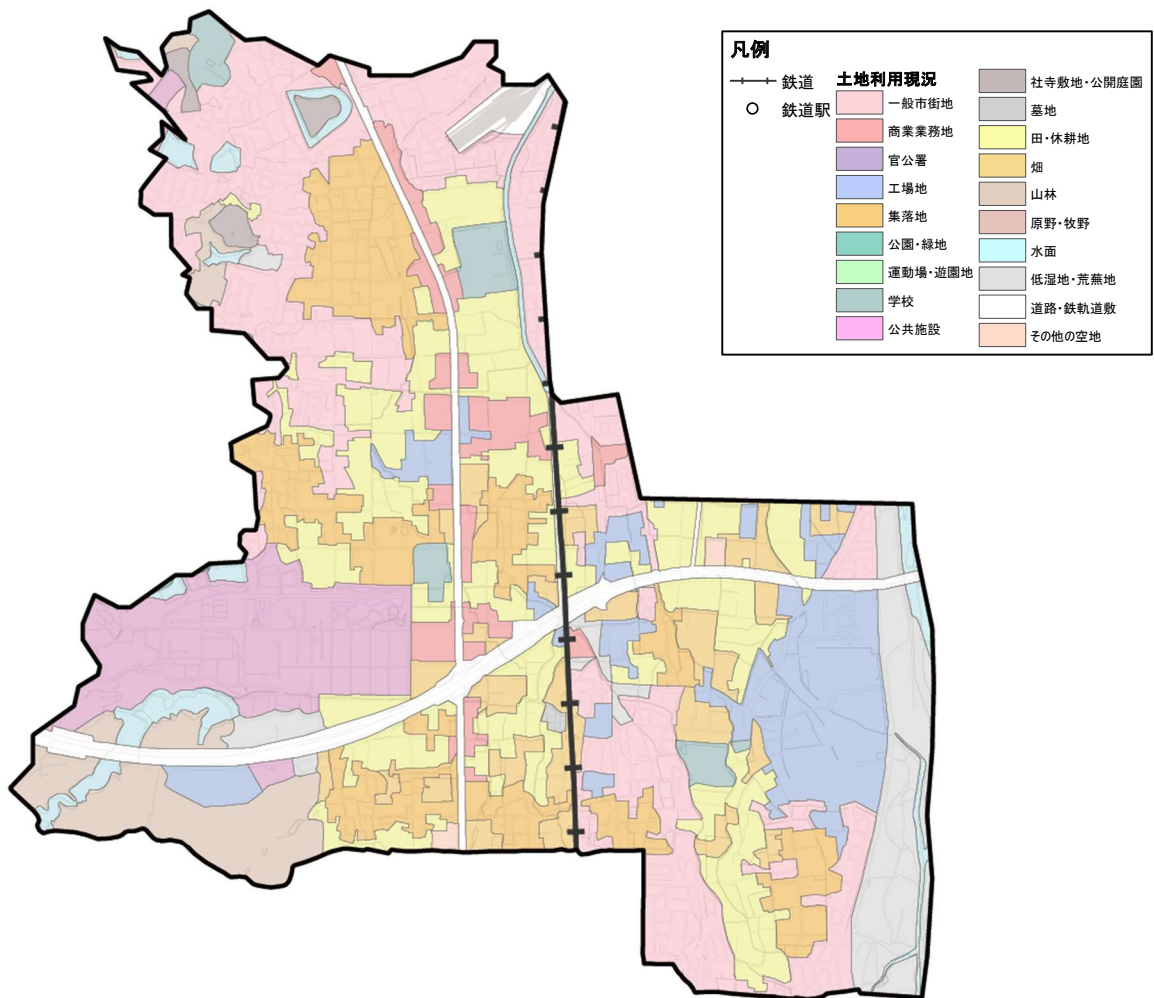 凡例
鉄道
鉄道駅
土地利用現況
一般市街地
商業業務地
官公署
工場地
集落地
公園・緑地
運動場・遊園地
学校
公共施設
社寺敷地・公開庭園
墓地
田・休耕地
畑
山林
原野・牧野
水面
低湿地・荒蕪地
道路・鉄軌道敷
その他の空地